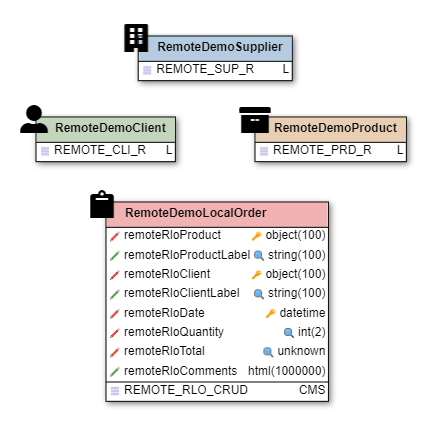 RemoteDemoSupplier
REMOTE_SUP_R L
RemoteDemoClient
REMOTE_CLI_R L
RemoteDemoProduct
REMOTE_PRD_R L
RemoteDemoLocalOrder
remoteRloProduct object(100)
remoteRloProductLabel string(100)
remoteRloClient object(100)
remoteRloClientLabel string(100)
remoteRloDate datetime
remoteRloQuantity int(2)
remoteRloTotal unknown
remoteRloComments html(1000000)
REMOTE_RLO_CRUD CMS